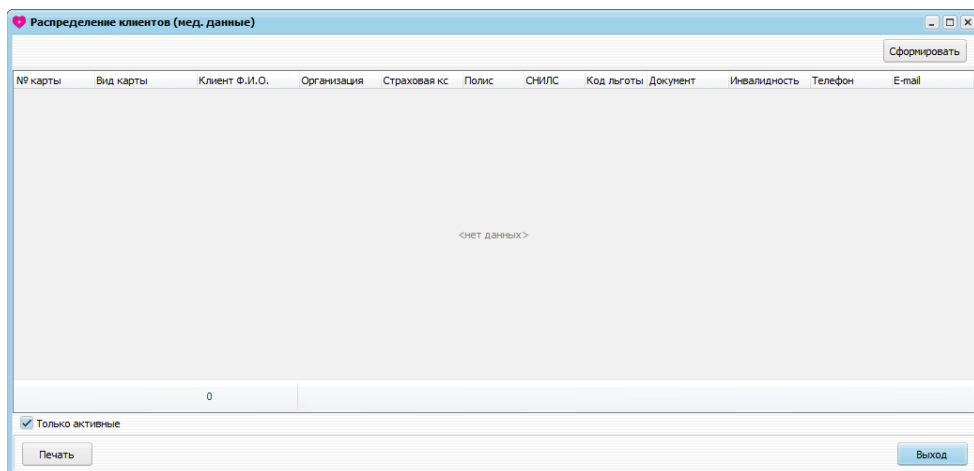 Распределение клиентов (мед. данные)
Сформировать
№ карты Вид карты Клиент Ф.И.О. Организация Страховая кс Полис СНИЛС Код льготы Документ Инвалидность Телефон E-mail
<нет данных>
0
Только активные
Печать Выход